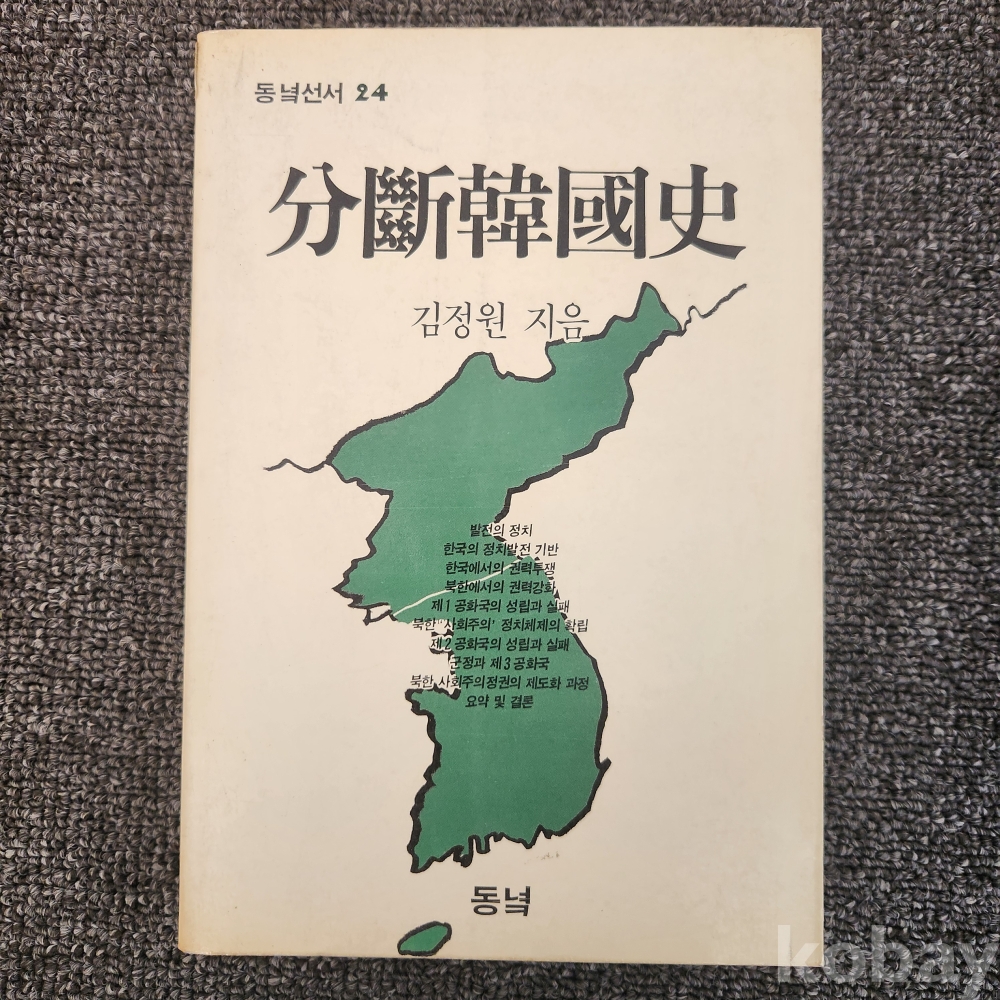 동녘선서 24
分斷韓國史
김정원 지음
발전의 정치
한국의 정치발전 기반
한국에서의 권력투쟁
북한에서의 권력강화
제1공화국의 성립과 실패
북한 '사회주의' 정치체제의 확립
제2공화국의 성립과 실패
군정과 제3공화국
북한 사회주의정권의 제도화 과정
요약 및 결론
동녘
kobay